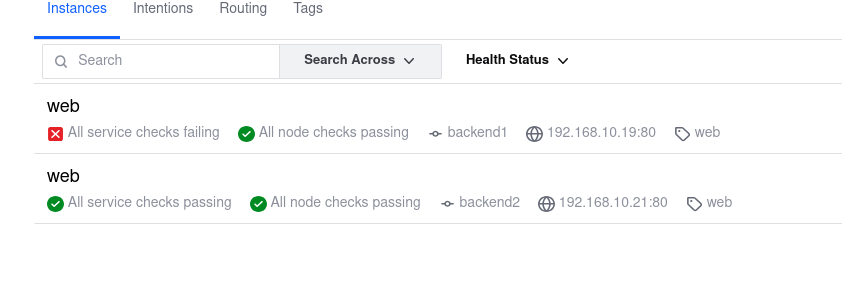 Instances Intentions Routing Tags
Search Search Across Health Status
web
All service checks failing All node checks passing backend1 192.168.10.19:80 web
web
All service checks passing All node checks passing backend2 192.168.10.21:80 web